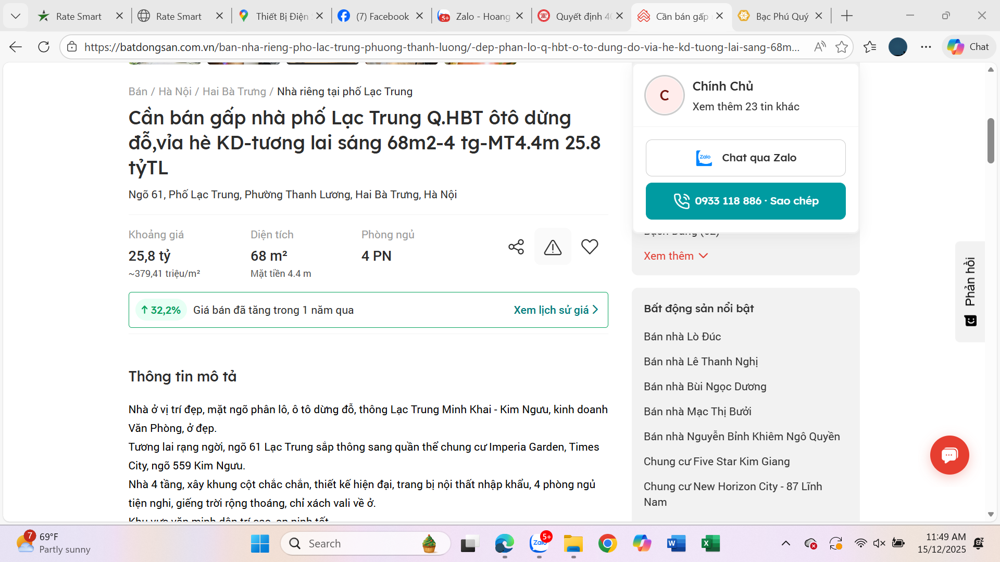 Rate Smart
Rate Smart
Thiết Bị Điện
(7) Facebook
Zalo - Hoang
Quyết định 40
Cần bán gấp
Bạc Phú Quý
https://batdongsan.com.vn/ban-nha-rieng-pho-lac-trung-phuong-thanh-luong/-dep-phan-lo-q-hbt-o-to-dung-do-via-he-kd-tuong-lai-sang-68m...
Chat
Bán / Hà Nội / Hai Bà Trưng / Nhà riêng tại phố Lạc Trung
Cần bán gấp nhà phố Lạc Trung Q.HBT ôtô dừng
đỗ,vỉa hè KD-tương lai sáng 68m2-4 tg-MT4.4m 25.8
tỷTL
Ngõ 61, Phố Lạc Trung, Phường Thanh Lương, Hai Bà Trưng, Hà Nội
Khoảng giá
25,8 tỷ
~379,41 triệu/m²
Diện tích
68 m²
Mặt tiền 4.4 m
Phòng ngủ
4 PN
32,2%
Giá bán đã tăng trong 1 năm qua
Xem lịch sử giá
Thông tin mô tả
Nhà ở vị trí đẹp, mặt ngõ phân lô, ô tô dừng đỗ, thông Lạc Trung Minh Khai - Kim Ngưu, kinh doanh
Văn Phòng, ở đẹp.
Tương lai rạng ngời, ngõ 61 Lạc Trung sắp thông sang quần thể chung cư Imperia Garden, Times
City, ngõ 559 Kim Ngưu.
Nhà 4 tầng, xây khung cột chắc chắn, thiết kế hiện đại, trang bị nội thất nhập khẩu, 4 phòng ngủ
tiện nghi, giếng trời rộng thoáng, chỉ xách vali về ở.
Khu vực văn minh dân trí cao, an ninh tốt
C
Chính Chủ
Xem thêm 23 tin khác
Zalo
Chat qua Zalo
0933 118 886 · Sao chép
Xem thêm
Bất động sản nổi bật
Bán nhà Lò Đúc
Bán nhà Lê Thanh Nghị
Bán nhà Bùi Ngọc Dương
Bán nhà Mạc Thị Bưởi
Bán nhà Nguyễn Bỉnh Khiêm Ngô Quyền
Chung cư Five Star Kim Giang
Chung cư New Horizon City - 87 Lĩnh
Nam
Phản hồi
7
69°F
Partly sunny
Search
Zalo
5+
11:49 AM
15/12/2025